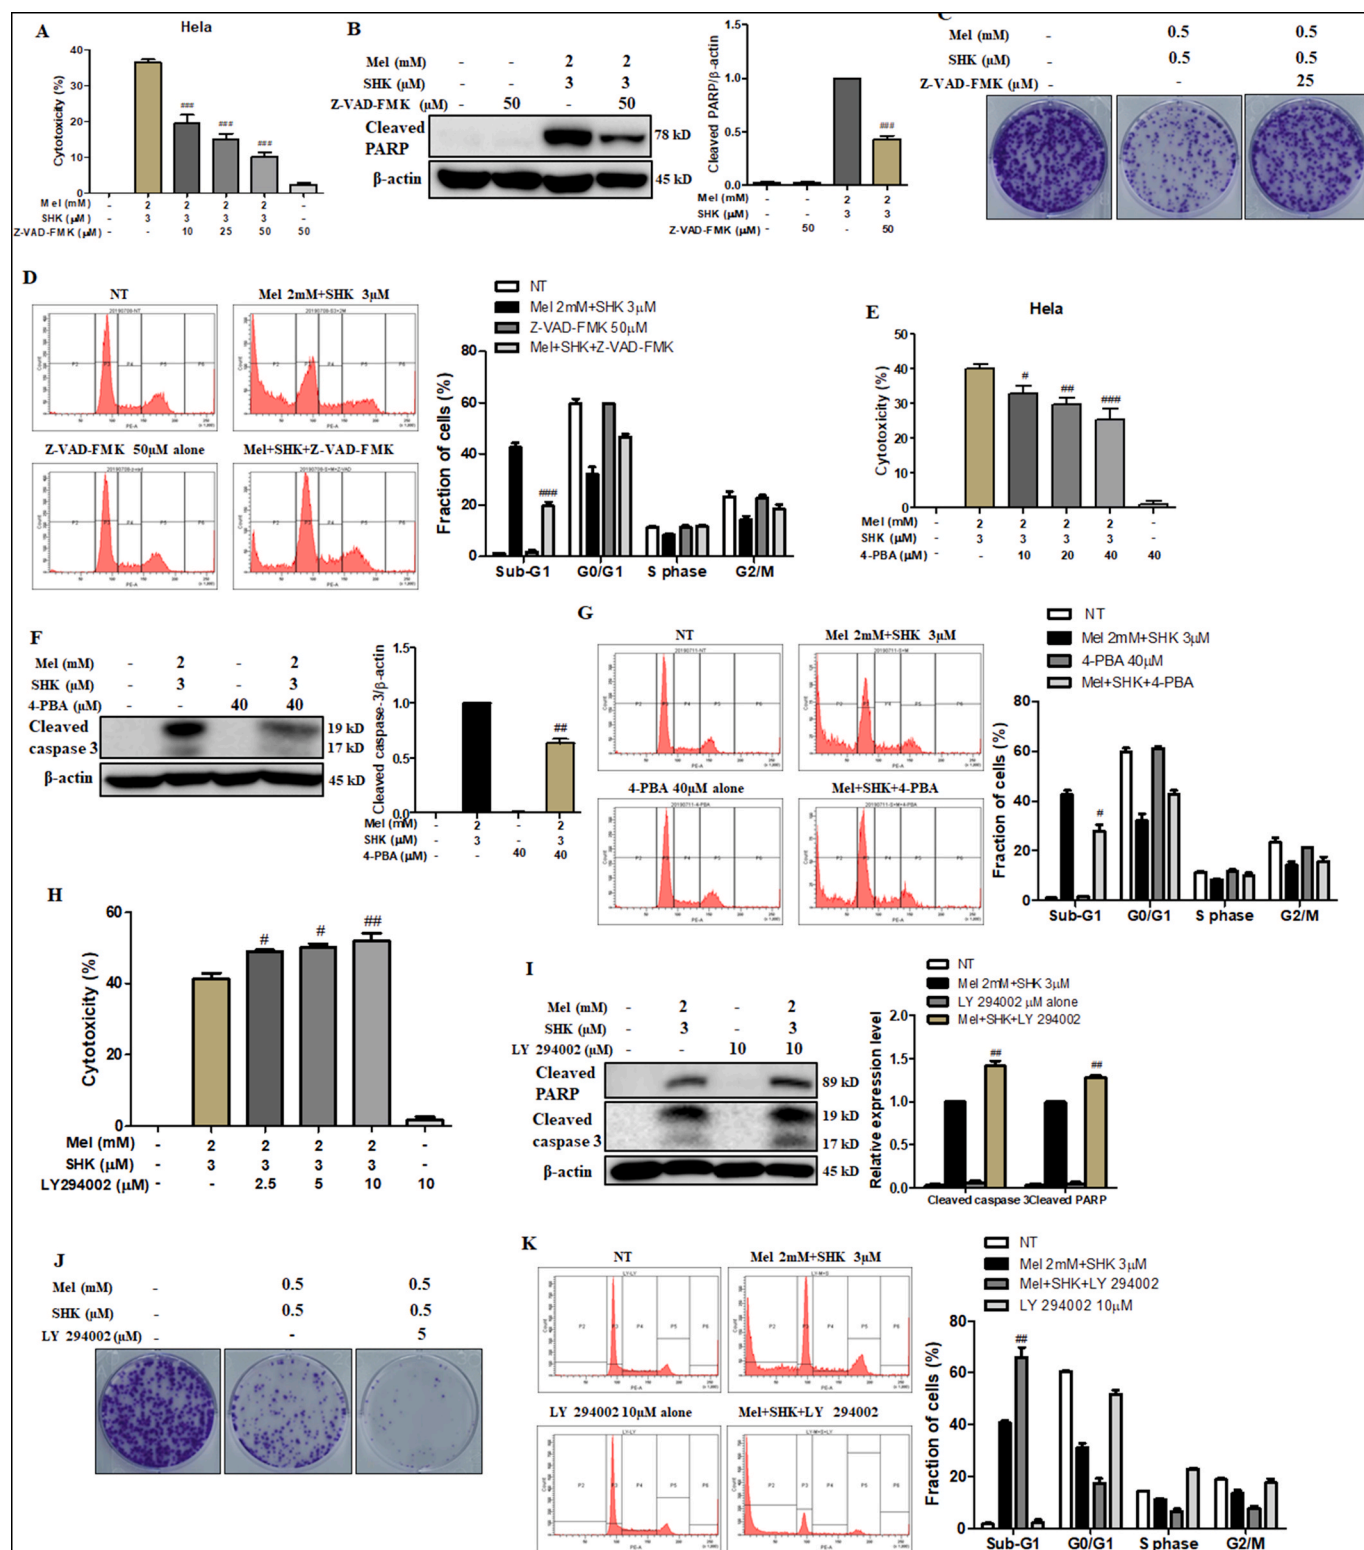 A
Hela
Cytotoxicity (%)
40
30
20
10
0
###
###
###
Mel (mM) - 2 2 2 2 -
SHK (μM) - 3 3 3 3 -
Z-VAD-FMK (μM) - - 10 25 50 50
B
Mel (mM) - - 2 2
SHK (μM) - - 3 3
Z-VAD-FMK (μM) - 50 - 50
Cleaved PARP
78 kD
β-actin
45 kD
Cleaved PARP/β-actin
1.5
1.0
0.5
0.0
###
Mel (mM) - - 2 2
SHK (μM) - - 3 3
Z-VAD-FMK (μM) - 50 - 50
C
Mel (mM) - 0.5 0.5
SHK (μM) - 0.5 0.5
Z-VAD-FMK (μM) - - 25
D
NT
Mel 2mM+SHK 3μM
Z-VAD-FMK 50μM alone
Mel+SHK+Z-VAD-FMK
NT
Mel 2mM+SHK 3μM
Z-VAD-FMK 50μM
Mel+SHK+Z-VAD-FMK
Fraction of cells (%)
80
60
40
20
0
###
Sub-G1 G0/G1 S phase G2/M
E
Hela
Cytotoxicity (%)
50
40
30
20
10
0
#
##
###
Mel (mM) - 2 2 2 2 -
SHK (μM) - 3 3 3 3 -
4-PBA (μM) - - 10 20 40 40
F
Mel (mM) - 2 - 2
SHK (μM) - 3 - 3
4-PBA (μM) - - 40 40
Cleaved caspase 3
19 kD
17 kD
β-actin
45 kD
Cleaved caspase-3/β-actin
1.5
1.0
0.5
0.0
##
Mel (mM) - 2 - 2
SHK (μM) - 3 - 3
4-PBA (μM) - - 40 40
G
NT
Mel 2mM+SHK 3μM
4-PBA 40μM alone
Mel+SHK+4-PBA
NT
Mel 2mM+SHK 3μM
4-PBA 40μM
Mel+SHK+4-PBA
Fraction of cells (%)
80
60
40
20
0
#
Sub-G1 G0/G1 S phase G2/M
H
Cytotoxicity (%)
60
40
20
0
#
#
##
Mel (mM) - 2 2 2 2 -
SHK (μM) - 3 3 3 3 -
LY294002 (μM) - - 2.5 5 10 10
I
Mel (mM) - 2 - 2
SHK (μM) - 3 - 3
LY 294002 (μM) - - 10 10
Cleaved PARP
89 kD
Cleaved caspase 3
19 kD
17 kD
β-actin
45 kD
NT
Mel 2mM+SHK 3μM
LY 294002 μM alone
Mel+SHK+LY 294002
Relative expression level
2.0
1.5
1.0
0.5
0.0
##
##
Cleaved caspase 3 Cleaved PARP
J
Mel (mM) - 0.5 0.5
SHK (μM) - 0.5 0.5
LY 294002 (μM) - - 5
K
NT
Mel 2mM+SHK 3μM
LY 294002 10μM alone
Mel+SHK+LY 294002
NT
Mel 2mM+SHK 3μM
Mel+SHK+LY 294002
LY 294002 10μM
Fraction of cells (%)
80
60
40
20
0
##
Sub-G1 G0/G1 S phase G2/M